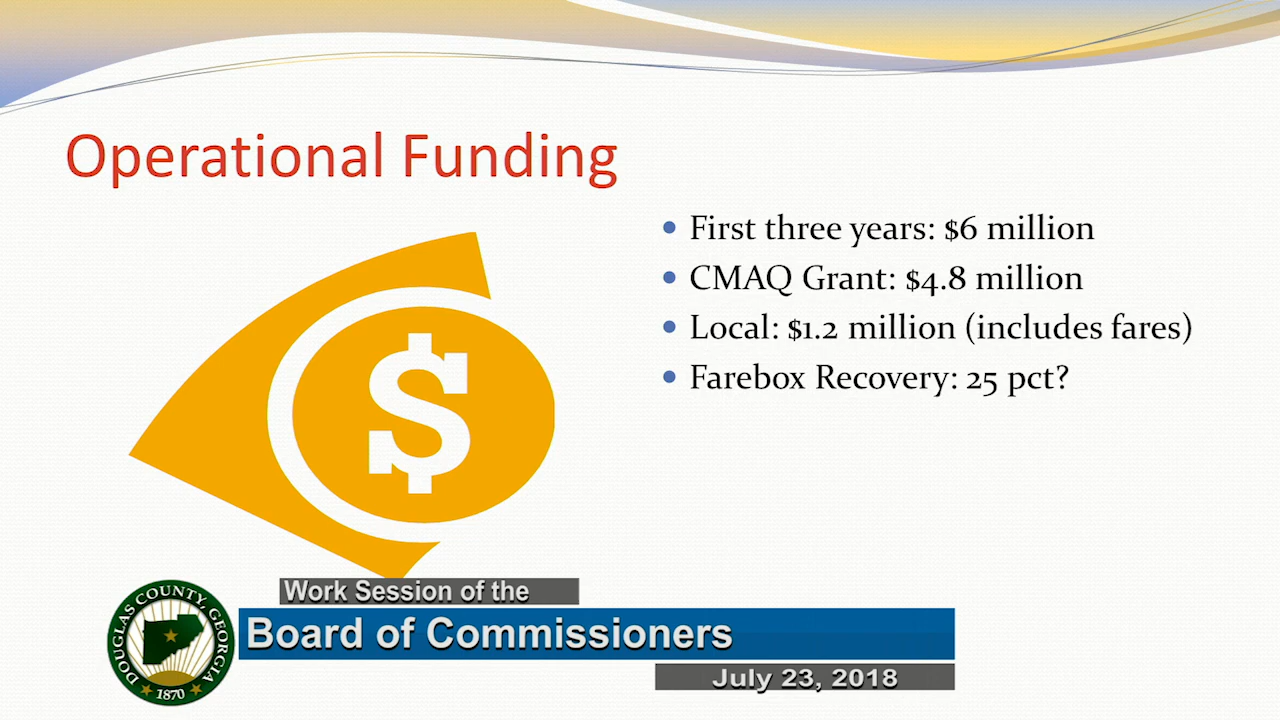 Operational Funding
$
First three years: $6 million
CMAQ Grant: $4.8 million
Local: $1.2 million (includes fares)
Farebox Recovery: 25 pct?
Work Session of the
Board of Commissioners
July 23, 2018
DOUGLAS COUNTY, GEORGIA
1870